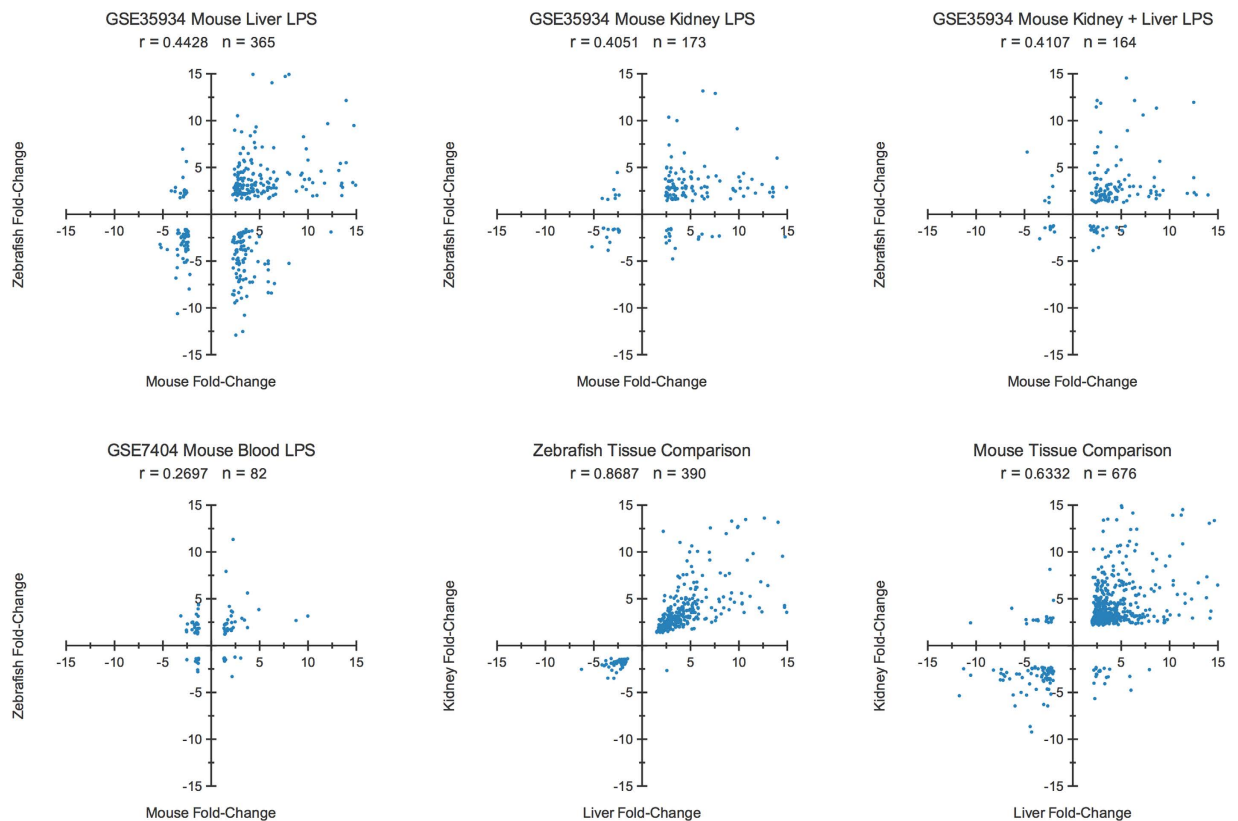 GSE35934 Mouse Liver LPS
r = 0.4428 n = 365
15
10
5
-15 -10 -5 5 10 15
-5
-10
-15
Zebrafish Fold-Change
Mouse Fold-Change
GSE35934 Mouse Kidney LPS
r = 0.4051 n = 173
15
10
5
-15 -10 -5 5 10 15
-5
-10
-15
Zebrafish Fold-Change
Mouse Fold-Change
GSE35934 Mouse Kidney + Liver LPS
r = 0.4107 n = 164
15
10
5
-15 -10 -5 5 10 15
-5
-10
-15
Zebrafish Fold-Change
Mouse Fold-Change
GSE7404 Mouse Blood LPS
r = 0.2697 n = 82
15
10
5
-15 -10 -5 5 10 15
-5
-10
-15
Zebrafish Fold-Change
Mouse Fold-Change
Zebrafish Tissue Comparison
r = 0.8687 n = 390
15
10
5
-15 -10 -5 5 10 15
-5
-10
-15
Kidney Fold-Change
Liver Fold-Change
Mouse Tissue Comparison
r = 0.6332 n = 676
15
10
5
-15 -10 -5 5 10 15
-5
-10
-15
Kidney Fold-Change
Liver Fold-Change